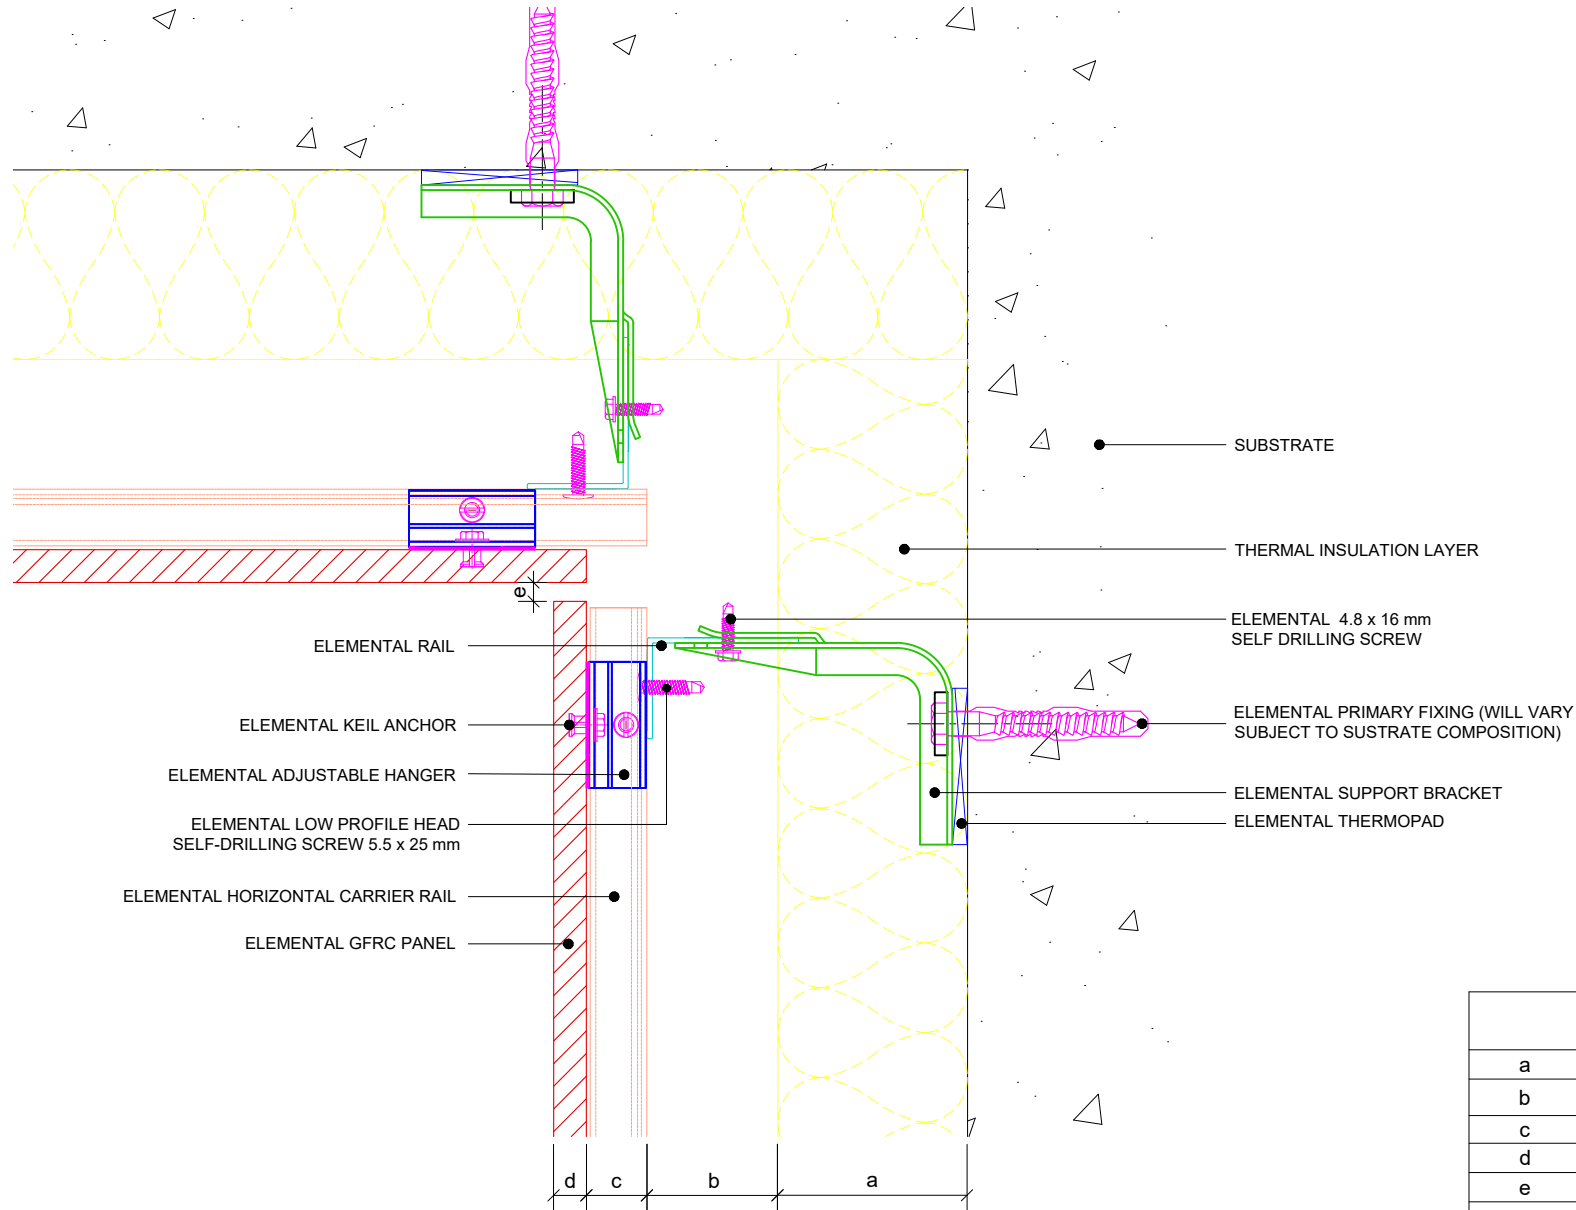 SUBSTRATE
THERMAL INSULATION LAYER
e
ELEMENTAL 4.8 x 16 mm
SELF DRILLING SCREW
ELEMENTAL RAIL
ELEMENTAL KEIL ANCHOR
ELEMENTAL PRIMARY FIXING (WILL VARY
SUBJECT TO SUSTRATE COMPOSITION)
ELEMENTAL ADJUSTABLE HANGER
ELEMENTAL SUPPORT BRACKET
ELEMENTAL THERMOPAD
ELEMENTAL LOW PROFILE HEAD
SELF-DRILLING SCREW 5.5 x 25 mm
ELEMENTAL HORIZONTAL CARRIER RAIL
ELEMENTAL GFRC PANEL
a
b
c
d
e
d c b a